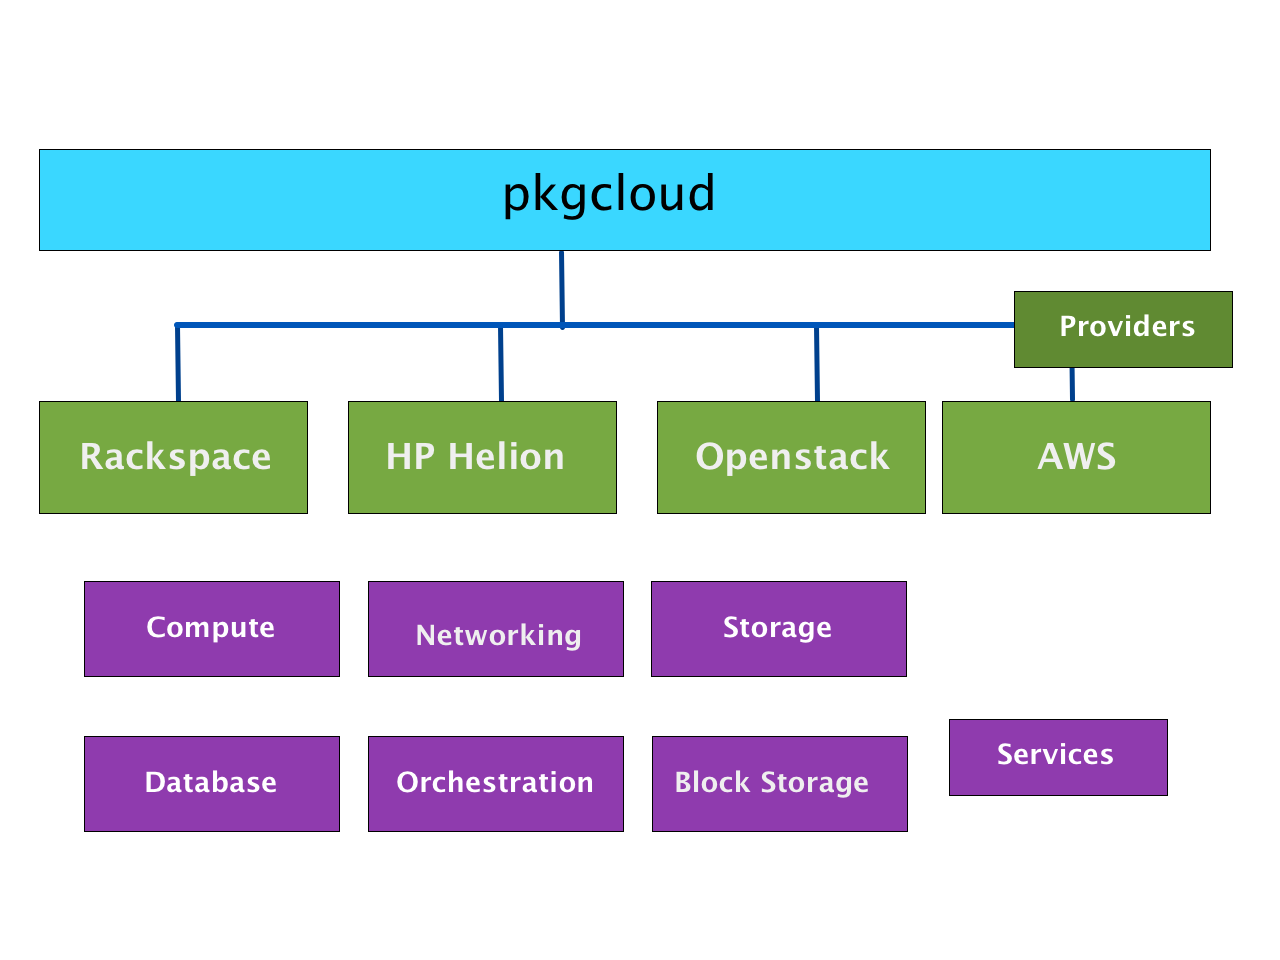 pkgcloud
Providers
Rackspace
HP Helion
Openstack
AWS
Compute
Networking
Storage
Services
Database
Orchestration
Block Storage